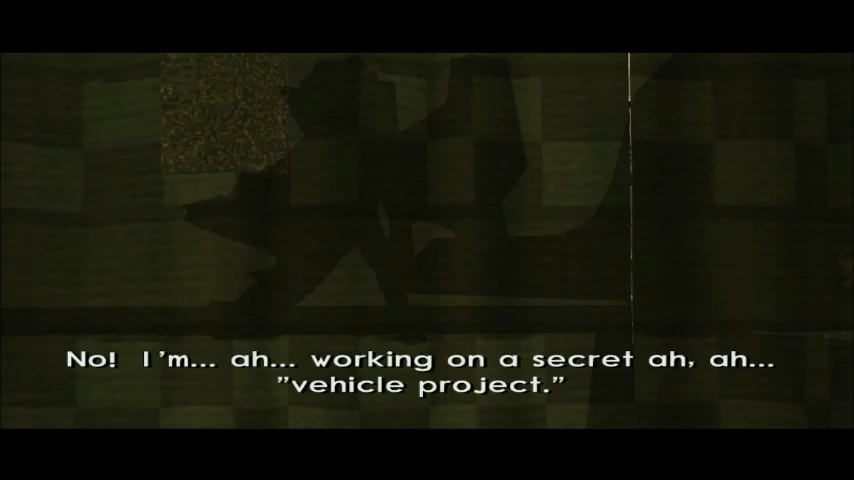 No!  I'm... ah... working on a secret ah, ah...
"vehicle project."